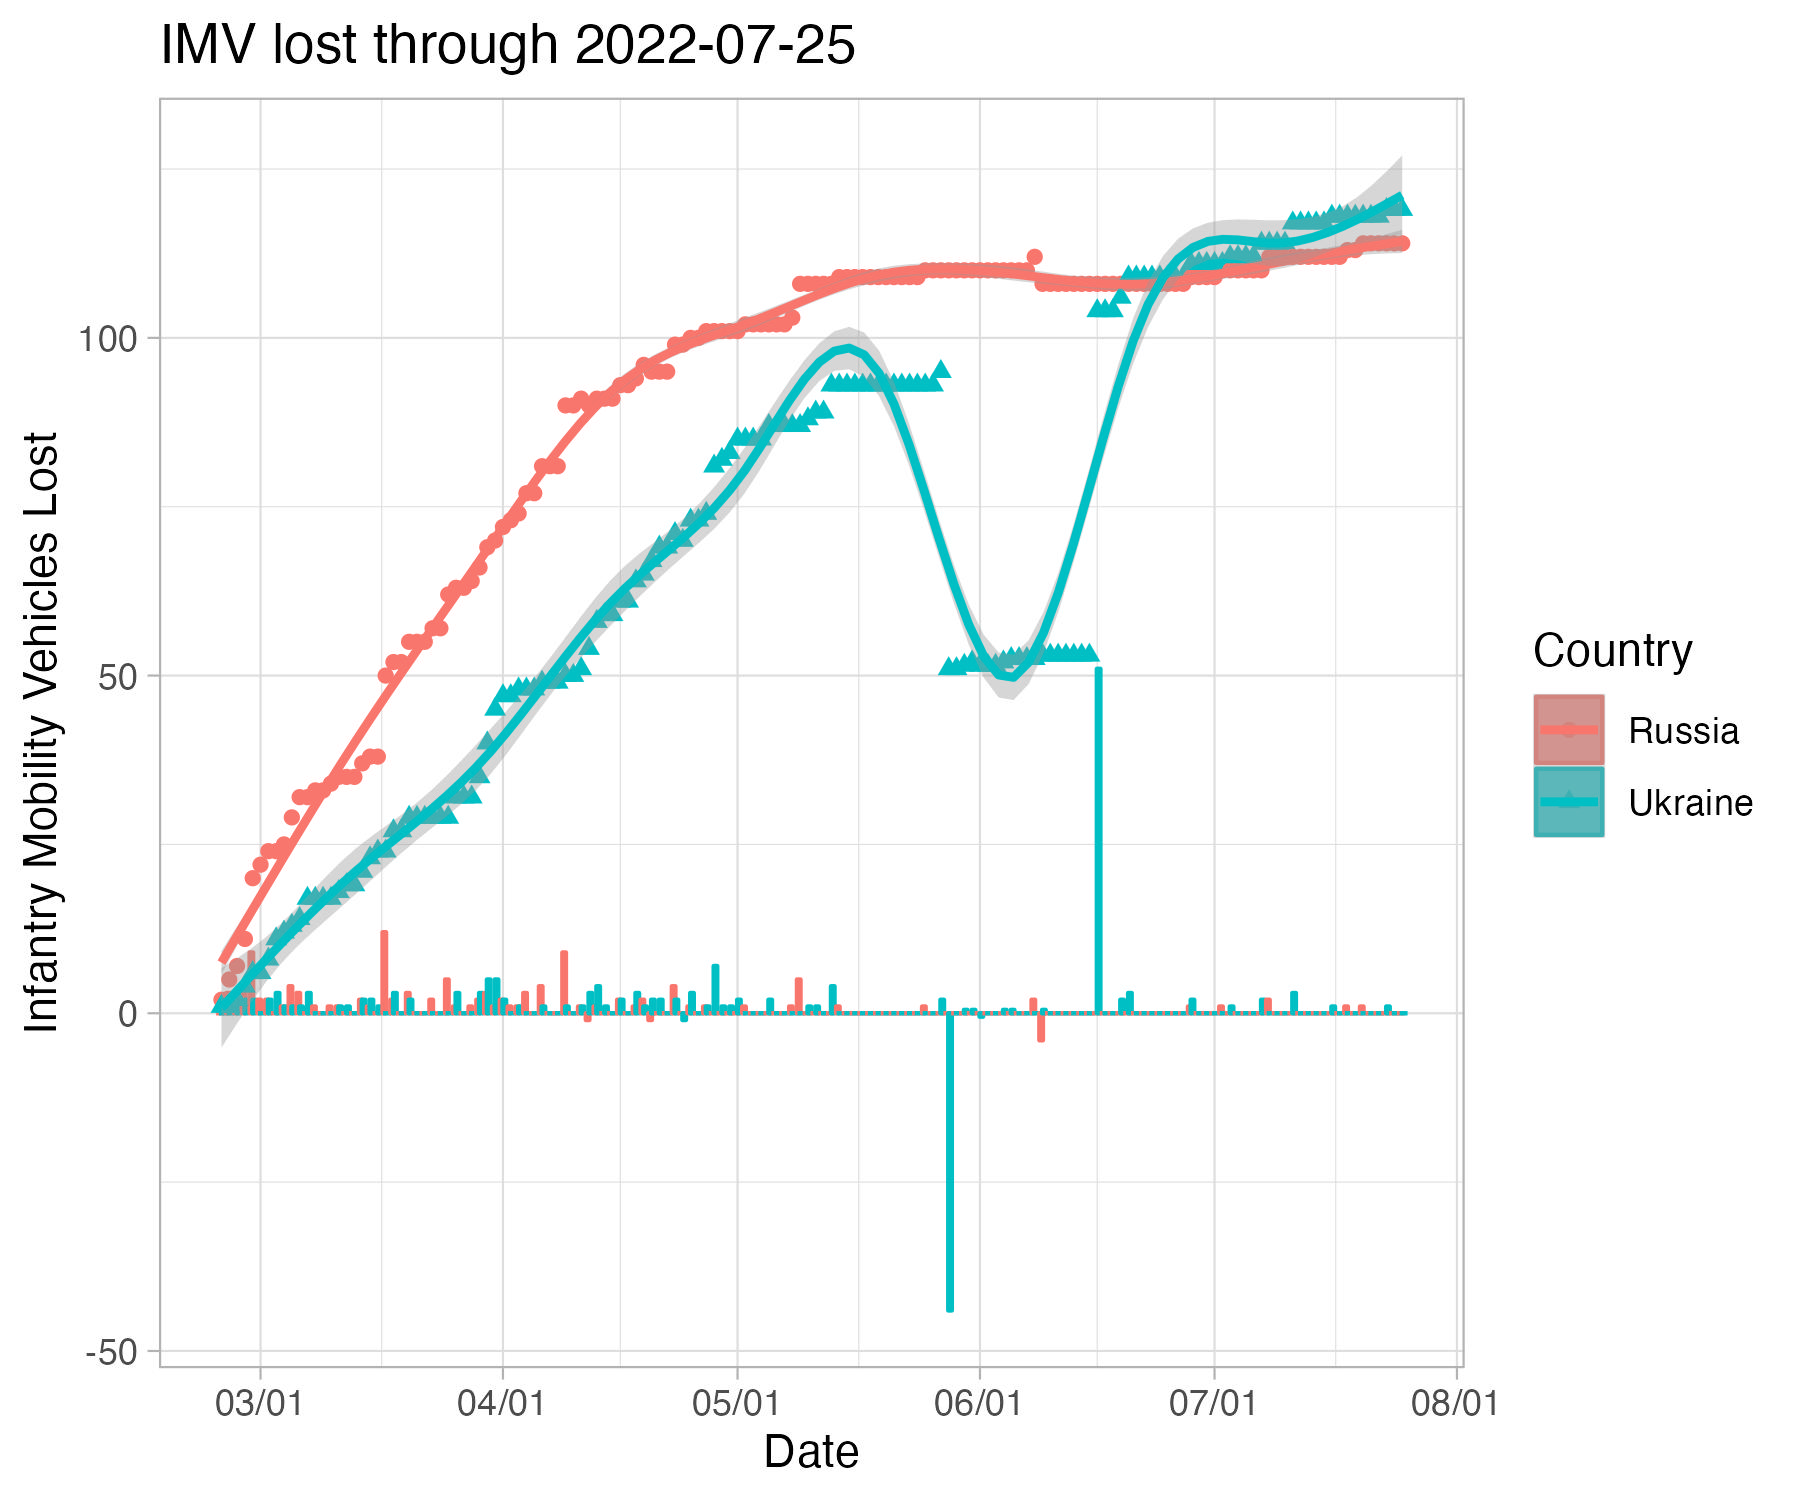 IMV lost through 2022-07-25
Infantry Mobility Vehicles Lost
100
50
0
-50
03/01 04/01 05/01 06/01 07/01 08/01
Date
Country
Russia
Ukraine